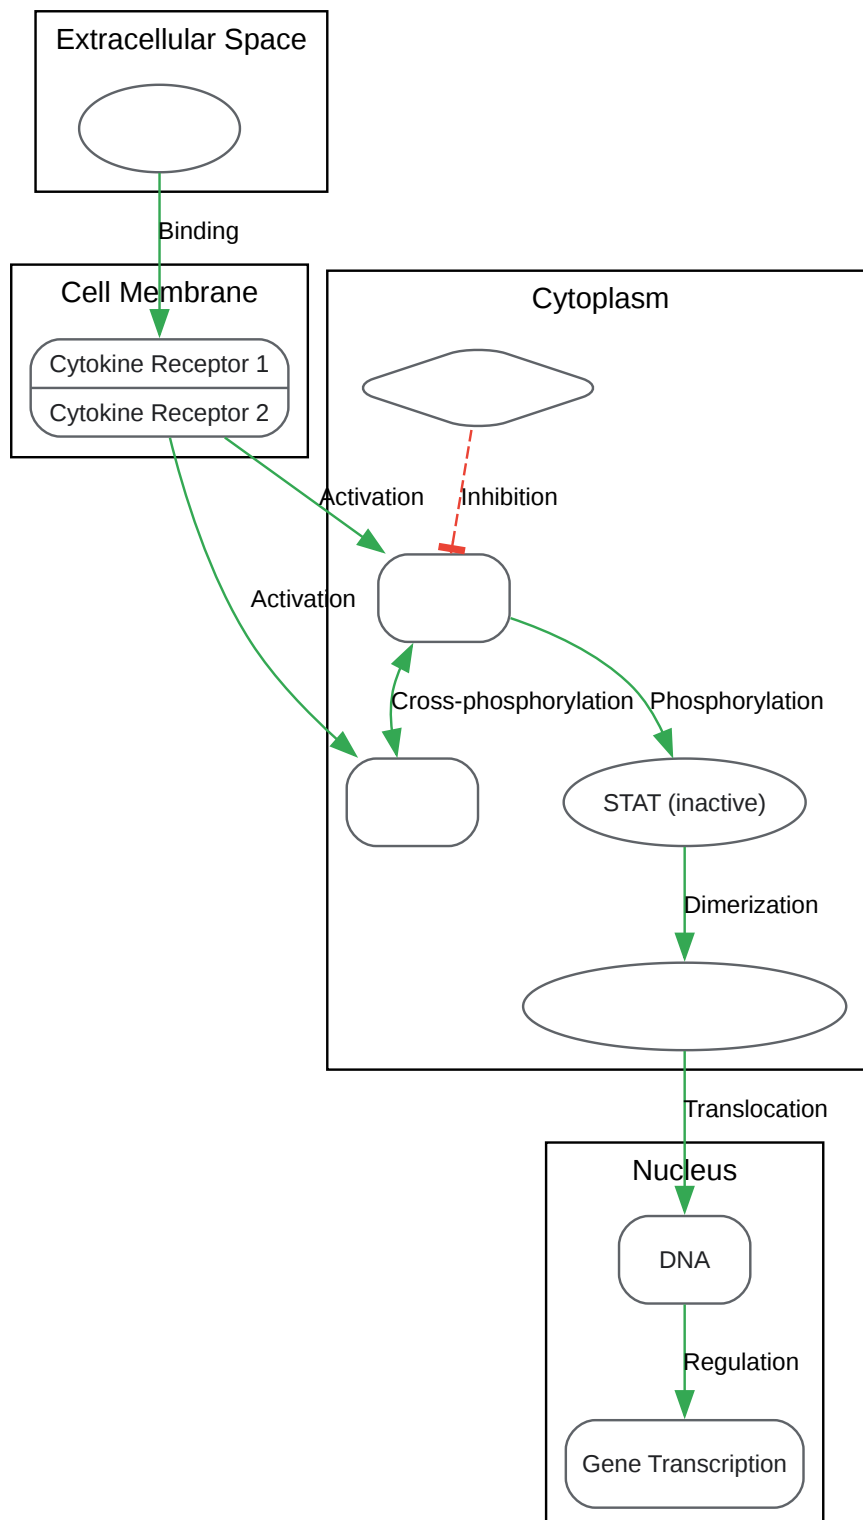 Extracellular Space
Binding
Cell Membrane
Cytokine Receptor 1
Cytokine Receptor 2
Cytoplasm
Activation
Inhibition
Activation
Cross-phosphorylation
Phosphorylation
STAT (inactive)
Dimerization
Translocation
Nucleus
DNA
Regulation
Gene Transcription